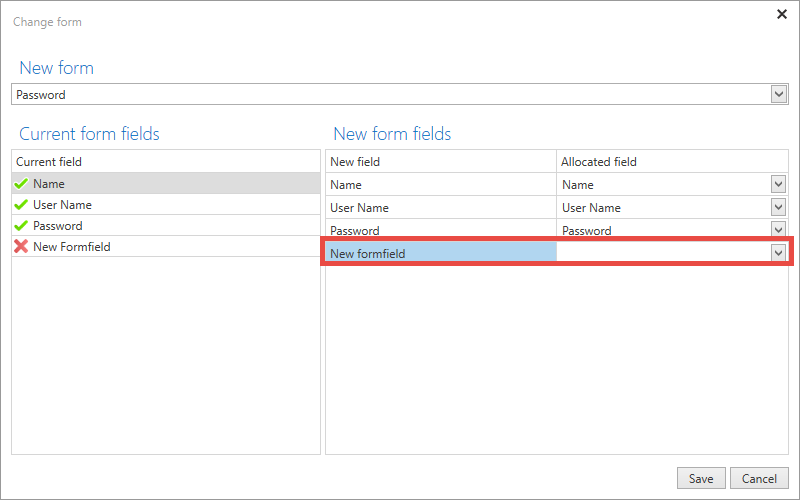 Change form
New form
Password
Current form fields
New form fields
Current field
New field
Allocated field
Name
Name
Name
User Name
User Name
User Name
Password
Password
Password
New Formfield
New formfield
Save
Cancel